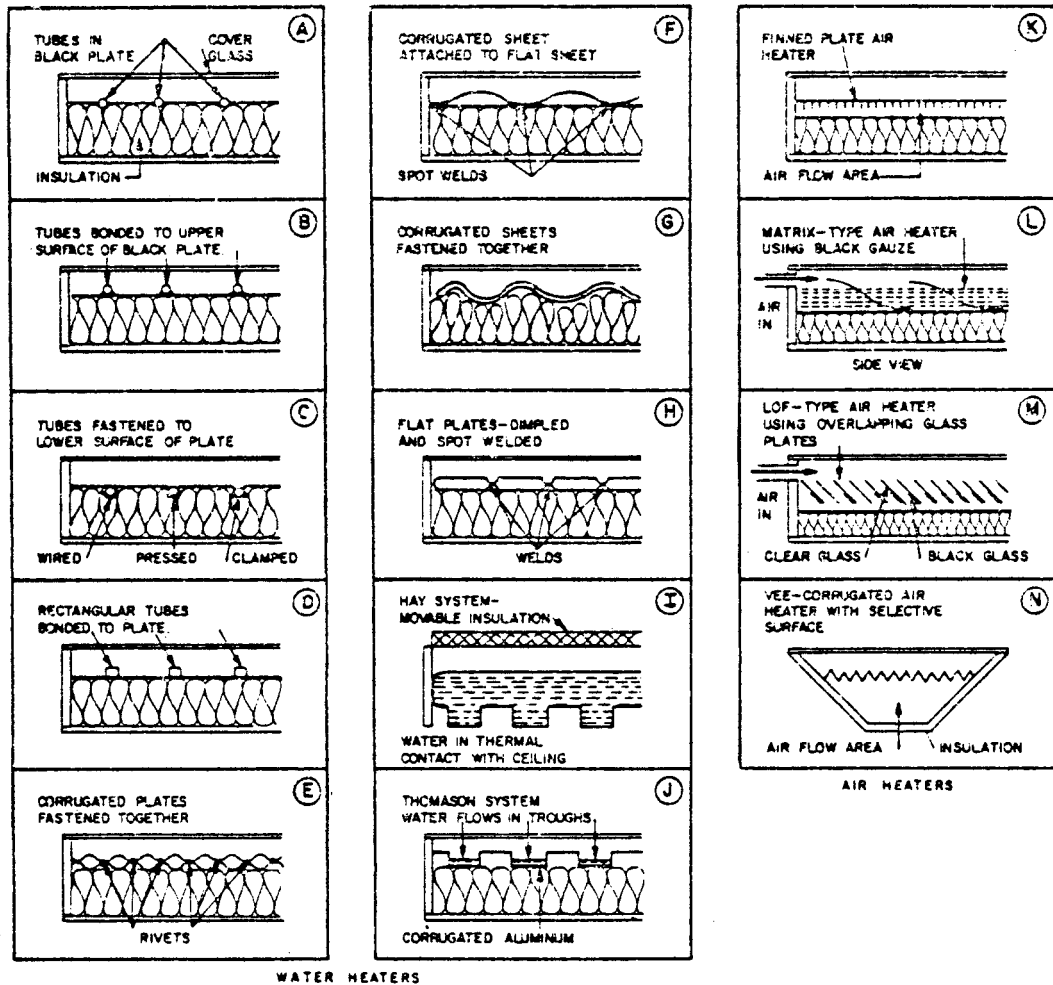 A
TUBES IN
BLACK PLATE
COVER
GLASS
INSULATION
B
TUBES BONDED TO UPPER
SURFACE OF BLACK PLATE
C
TUBES FASTENED TO
LOWER SURFACE OF PLATE
WIRED PRESSED CLAMPED
D
RECTANGULAR TUBES
BONDED TO PLATE
E
CORRUGATED PLATES
FASTENED TOGETHER
RIVETS
F
CORRUGATED SHEET
ATTACHED TO FLAT SHEET
SPOT WELDS
G
CORRUGATED SHEETS
FASTENED TOGETHER
H
FLAT PLATES-DIMPLED
AND SPOT WELDED
WELDS
I
HAY SYSTEM-
MOVABLE INSULATION
WATER IN THERMAL
CONTACT WITH CEILING
J
THOMASON SYSTEM
WATER FLOWS IN TROUGHS
CORRUGATED ALUMINUM
WATER HEATERS
K
FINNED PLATE AIR
HEATER
AIR FLOW AREA
L
MATRIX-TYPE AIR HEATER
USING BLACK GAUZE
AIR
IN
SIDE VIEW
M
LOF-TYPE AIR HEATER
USING OVERLAPPING GLASS
PLATES
AIR
IN
CLEAR GLASS BLACK GLASS
N
VEE-CORRUGATED AIR
HEATER WITH SELECTIVE
SURFACE
AIR FLOW AREA INSULATION
AIR HEATERS